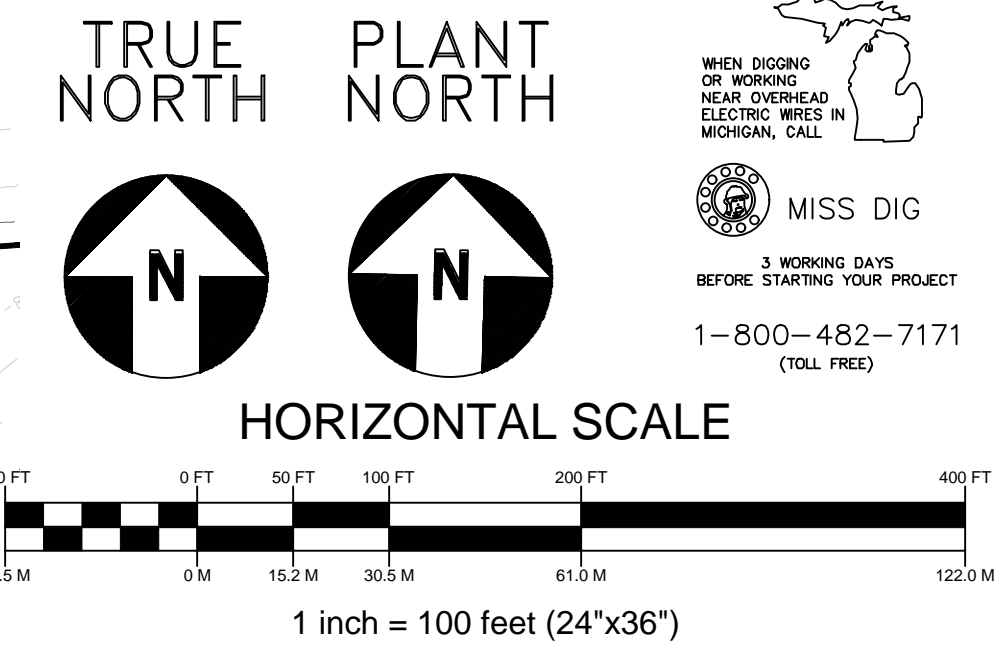 TRUE
NORTH
PLANT
NORTH
WHEN DIGGING
OR WORKING
NEAR OVERHEAD
ELECTRIC WIRES IN
MICHIGAN, CALL
MISS DIG
3 WORKING DAYS
BEFORE STARTING YOUR PROJECT
1-800-482-7171
(TOLL FREE)
N
N
HORIZONTAL SCALE
0 FT 0 FT 50 FT 100 FT 200 FT 400 FT
.5 M 0 M 15.2 M 30.5 M 61.0 M 122.0 M
1 inch = 100 feet (24"x36")